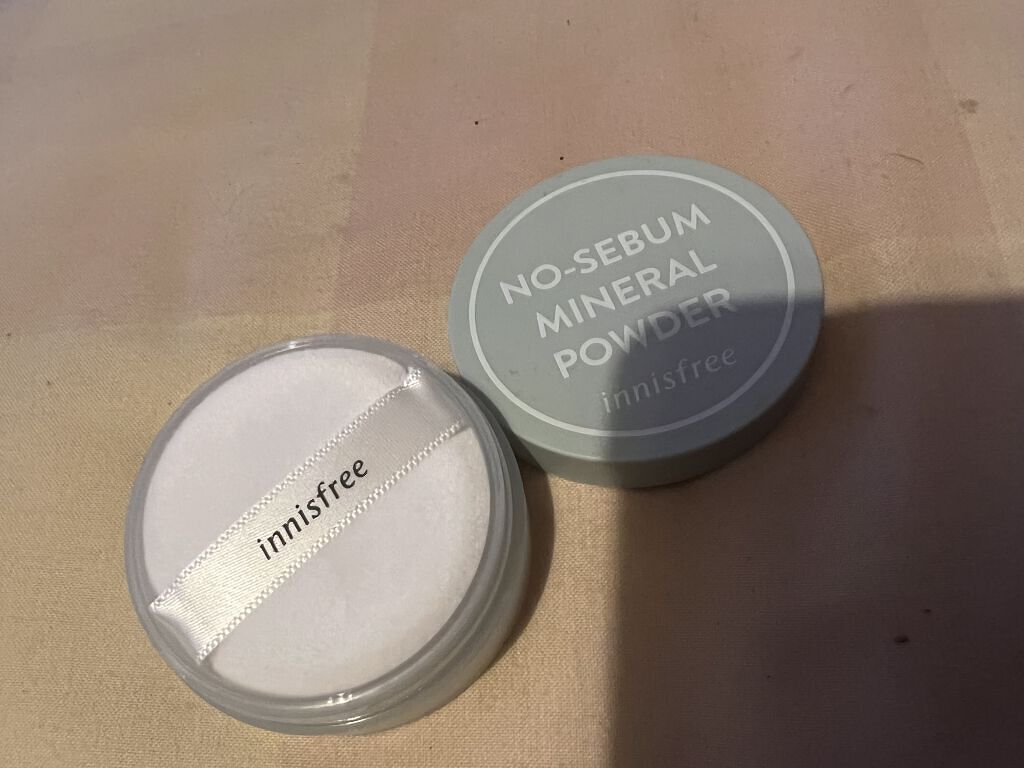 NO-SEBUM
MINERAL
POWDER
innisfree
innisfree